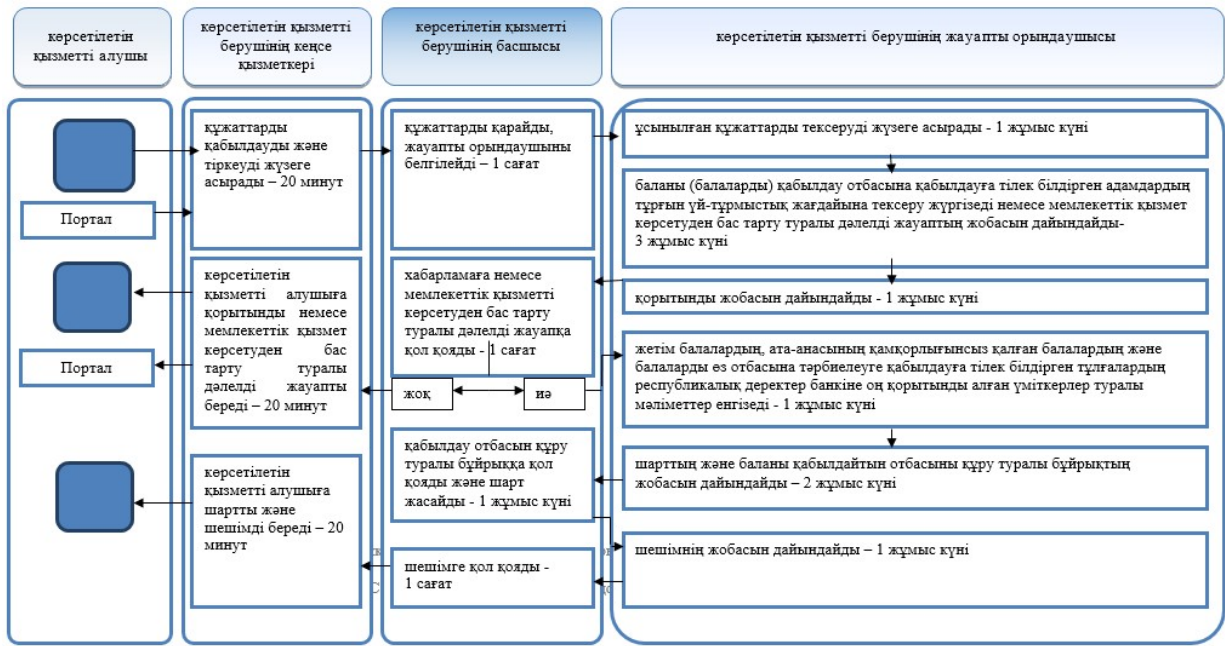 көрсетілетін
қызметті алушы
көрсетілетін қызметті
берушінің кеңсе
қызметкері
көрсетілетін қызметті
берушінің басшысы
көрсетілетін қызметті берушінің жауапты орындаушысы
құжаттарды
қабылдауды және
тіркеуді жүзеге
асырады – 20 минут
Портал
құжаттарды қарайды,
жауапты орындаушыны
белгілейді – 1 сағат
ұсынылған құжаттарды тексеруді жүзеге асырады - 1 жұмыс күні
баланы (балаларды) қабылдау отбасына қабылдауға тілек білдірген адамдардың
тұрғын үй-тұрмыстық жағдайына тексеру жүргізеді немесе мемлекеттік қызмет
көрсетуден бас тарту туралы дәлелді жауаптың жобасын дайындайды-
3 жұмыс күні
көрсетілетін
қызметті алушыға
қорытынды немесе
мемлекеттік қызмет
көрсетуден бас
тарту туралы
дәлелді жауапты
береді – 20 минут
Портал
хабарламаға немесе
мемлекеттік қызметті
көрсетуден бас тарту
туралы дәлелді жауапқа
қол қояды - 1 сағат
жоқ
иә
қорытынды жобасын дайындайды - 1 жұмыс күні
жетім балалардың, ата-анасының қамқорлығынсыз қалған балалардың және
балаларды өз отбасына тәрбиелеуге қабылдауға тілек білдірген тұлғалардың
республикалық деректер банкіне оң қорытынды алған үміткерлер туралы
мәліметтер енгізеді - 1 жұмыс күні
көрсетілетін
қызметті алушыға
шартты және
шешімді береді – 20
минут
қабылдау отбасын құру
туралы бұйрыққа қол
қояды және шарт
жасайды - 1 жұмыс күні
шарттың және баланы қабылдайтын отбасыны құру туралы бұйрықтың
жобасын дайындайды – 2 жұмыс күні
шешімнің жобасын дайындайды – 1 жұмыс күні
шешімге қол қояды -
1 сағат